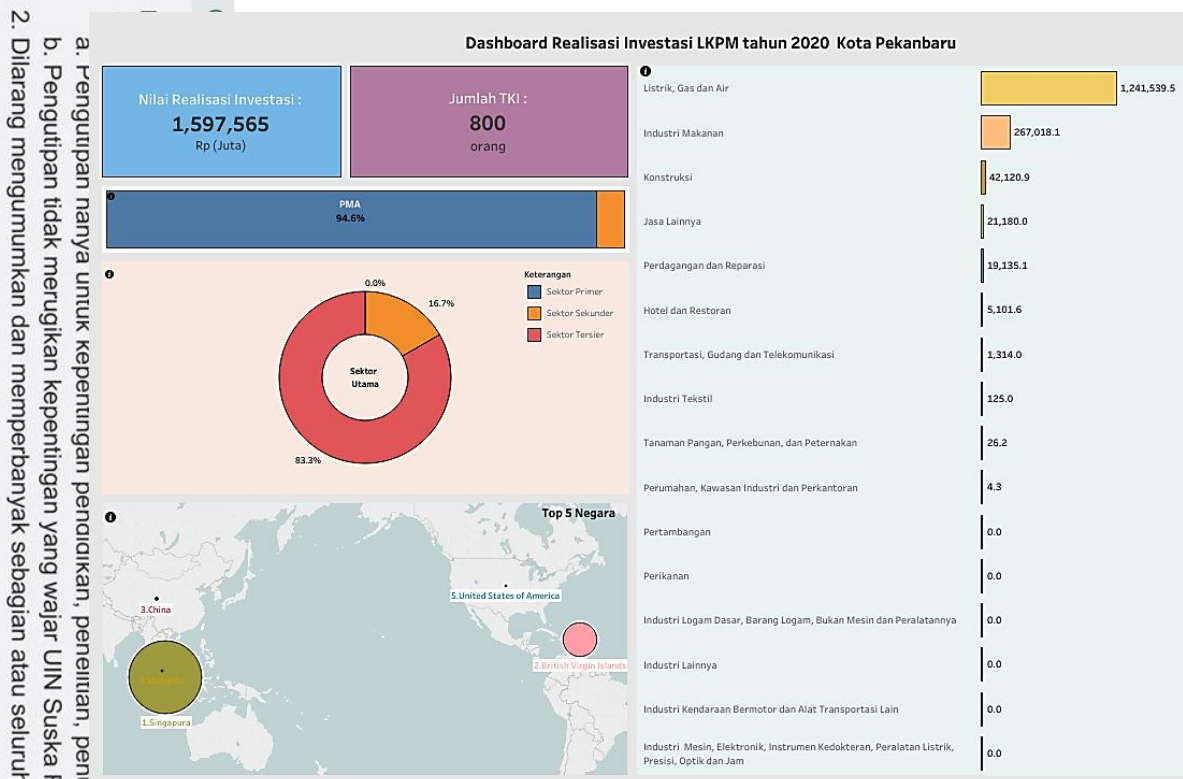 Dashboard Realisasi Investasi LKPM tahun 2020 Kota Pekanbaru
Nilai Realisasi Investasi :
1,597,565
Rp (Juta)
Jumlah TKI :
800
orang
PMA
94.6%
Keterangan
Sektor Primer
Sektor Sekunder
Sektor Tersier
0.0%
16.7%
83.3%
Sektor
Utama
Top 5 Negara
3.China
5.United States of America
2.British Virgin Islands
1.Singapura
Listrik, Gas dan Air
1,241,539.5
Industri Makanan
267,018.1
Konstruksi
42,120.9
Jasa Lainnya
21,180.0
Perdagangan dan Reparasi
19,135.1
Hotel dan Restoran
5,101.6
Transportasi, Gudang dan Telekomunikasi
1,314.0
Industri Tekstil
125.0
Tanaman Pangan, Perkebunan, dan Peternakan
26.2
Perumahan, Kawasan Industri dan Perkantoran
4.3
Pertambangan
0.0
Perikanan
0.0
Industri Logam Dasar, Barang Logam, Bukan Mesin dan Peralatannya
0.0
Industri Lainnya
0.0
Industri Kendaraan Bermotor dan Alat Transportasi Lain
0.0
Industri Mesin, Elektronik, Instrumen Kedokteran, Peralatan Listrik,
Presisi, Optik dan Jam
0.0
a. Pengutipan hanya untuk kepentingan pendidikan, penelitian,
b. Pengutipan tidak merugikan kepentingan yang wajar UIN Suska
2. Dilarang mengumumkan dan memperbanyak sebagian atau